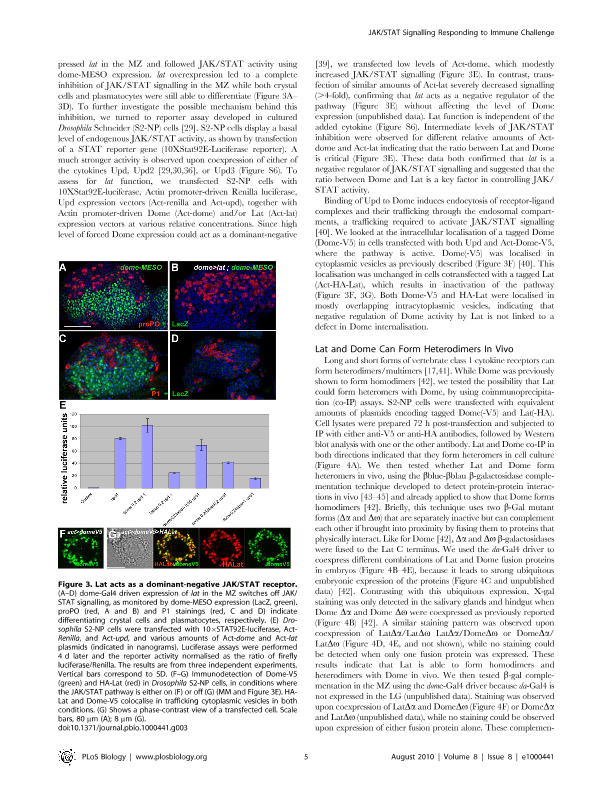 JAK/STAT Signalling Responding to Immune Challenge
pressed lat in the MZ and followed JAK/STAT activity using
dome-MESO expression. lat overexpression led to a complete
inhibition of JAK/STAT signalling in the MZ while both crystal
cells and plasmatocytes were still able to differentiate (Figure 3A–
3D). To further investigate the possible mechanism behind this
inhibition, we turned to reporter assay developed in cultured
Drosophila Schneider (S2-NP) cells [29]. S2-NP cells display a basal
level of endogenous JAK/STAT activity, as shown by transfection
of a STAT reporter gene (10XStat92E-Luciferase reporter). A
much stronger activity is observed upon coexpression of either of
the cytokines Upd, Upd2 [29,30,36], or Upd3 (Figure S6). To
assess for lat function, we transfected S2-NP cells with
10XStat92E-luciferase, Actin promoter-driven Renilla luciferase,
Upd expression vectors (Act-renilla and Act-upd), together with
Actin promoter-driven Dome (Act-dome) and/or Lat (Act-lat)
expression vectors at various relative concentrations. Since high
level of forced Dome expression could act as a dominant-negative
A
dome-MESO
proPO + LacZ
B
dome>lat ; dome-MESO
LacZ
C
P1 + LacZ
D
E
relative luciferase units
120
100
80
60
40
20
0
F
act>domeV5
domeV5
G
act>domeV5>HALat
HALat domeV5
HALat
domeV5
Figure 3. Lat acts as a dominant-negative JAK/STAT receptor.
(A–D) dome-Gal4 driven expression of lat in the MZ switches off JAK/
STAT signalling, as monitored by dome-MESO expression (LacZ, green).
proPO (red, A and B) and P1 stainings (red, C and D) indicate
differentiating crystal cells and plasmatocytes, respectively. (E) Dro-
sophila S2-NP cells were transfected with 10×STAT92E-luciferase, Act-
Renilla, and Act-upd, and various amounts of Act-dome and Act-lat
plasmids (indicated in nanograms). Luciferase assays were performed
4 d later and the reporter activity normalised as the ratio of firefly
luciferase/Renilla. The results are from three independent experiments.
Vertical bars correspond to SD. (F–G) Immunodetection of Dome-V5
(green) and HA-Lat (red) in Drosophila S2-NP cells, in conditions where
the JAK/STAT pathway is either on (F) or off (G) (MM and Figure 3E). HA-
Lat and Dome-V5 colocalise in trafficking cytoplasmic vesicles in both
conditions. (G) Shows a phase-contrast view of a transfected cell. Scale
bars, 80 μm (A); 8 μm (G).
doi:10.1371/journal.pbio.1000441.g003
[39], we transfected low levels of Act-dome, which modestly
increased JAK/STAT signalling (Figure 3E). In contrast, trans-
fection of similar amounts of Act-lat severely decreased signalling
(>4-fold), confirming that lat acts as a negative regulator of the
pathway (Figure 3E) without affecting the level of Dome
expression (unpublished data). Lat function is independent of the
added cytokine (Figure S6). Intermediate levels of JAK/STAT
inhibition were observed for different relative amounts of Act-
dome and Act-lat indicating that the ratio between Lat and Dome
is critical (Figure 3E). These data both confirmed that lat is a
negative regulator of JAK/STAT signalling and suggested that the
ratio between Dome and Lat is a key factor in controlling JAK/
STAT activity.
Binding of Upd to Dome induces endocytosis of receptor-ligand
complexes and their trafficking through the endosomal compart-
ments, a trafficking required to activate JAK/STAT signalling
[40]. We looked at the intracellular localisation of a tagged Dome
(Dome-V5) in cells transfected with both Upd and Act-Dome-V5,
where the pathway is active. Dome(-V5) was localised in
cytoplasmic vesicles as previously described (Figure 3F) [40]. This
localisation was unchanged in cells cotransfected with a tagged Lat
(Act-HA-Lat), which results in inactivation of the pathway
(Figure 3F, 3G). Both Dome-V5 and HA-Lat were localised in
mostly overlapping intracytoplasmic vesicles, indicating that
negative regulation of Dome activity by Lat is not linked to a
defect in Dome internalisation.
Lat and Dome Can Form Heterodimers In Vivo
Long and short forms of vertebrate class 1 cytokine receptors can
form heterodimers/multimers [17,41]. While Dome was previously
shown to form homodimers [42], we tested the possibility that Lat
could form heteromers with Dome, by using coimmunoprecipita-
tion (co-IP) assays. S2-NP cells were transfected with equivalent
amounts of plasmids encoding tagged Dome(-V5) and Lat(-HA).
Cell lysates were prepared 72 h post-transfection and subjected to
IP with either anti-V5 or anti-HA antibodies, followed by Western
blot analysis with one or the other antibody. Lat and Dome co-IP in
both directions indicated that they form heteromers in cell culture
(Figure 4A). We then tested whether Lat and Dome form
heteromers in vivo, using the βblue-βblau β-galactosidase comple-
mentation technique developed to detect protein-protein interac-
tions in vivo [43–45] and already applied to show that Dome forms
homodimers [42]. Briefly, this technique uses two β-Gal mutant
forms (Δα and Δω) that are separately inactive but can complement
each other if brought into proximity by fusing them to proteins that
physically interact. Like for Dome [42], Δα and Δω β-galactosidases
were fused to the Lat C terminus. We used the da-Gal4 driver to
coexpress different combinations of Lat and Dome fusion proteins
in embryos (Figure 4B–4E), because it leads to strong ubiquitous
embryonic expression of the proteins (Figure 4C and unpublished
data) [42]. Contrasting with this ubiquitous expression, X-gal
staining was only detected in the salivary glands and hindgut when
Dome Δα and Dome Δω were coexpressed as previously reported
(Figure 4B) [42]. A similar staining pattern was observed upon
coexpression of LatΔα/LatΔω LatΔα/DomeΔω or DomeΔα/
LatΔω (Figure 4D, 4E, and not shown), while no staining could
be detected when only one fusion protein was expressed. These
results indicate that Lat is able to form homodimers and
heterodimers with Dome in vivo. We then tested β-gal comple-
mentation in the MZ using the dome-Gal4 driver because da-Gal4 is
not expressed in the LG (unpublished data). Staining was observed
upon coexpression of LatΔα and DomeΔω (Figure 4F) or DomeΔα
and LatΔω (unpublished data), while no staining could be observed
upon expression of either fusion protein alone. These complemen-
PLoS Biology | www.plosbiology.org
5
August 2010 | Volume 8 | Issue 8 | e1000441